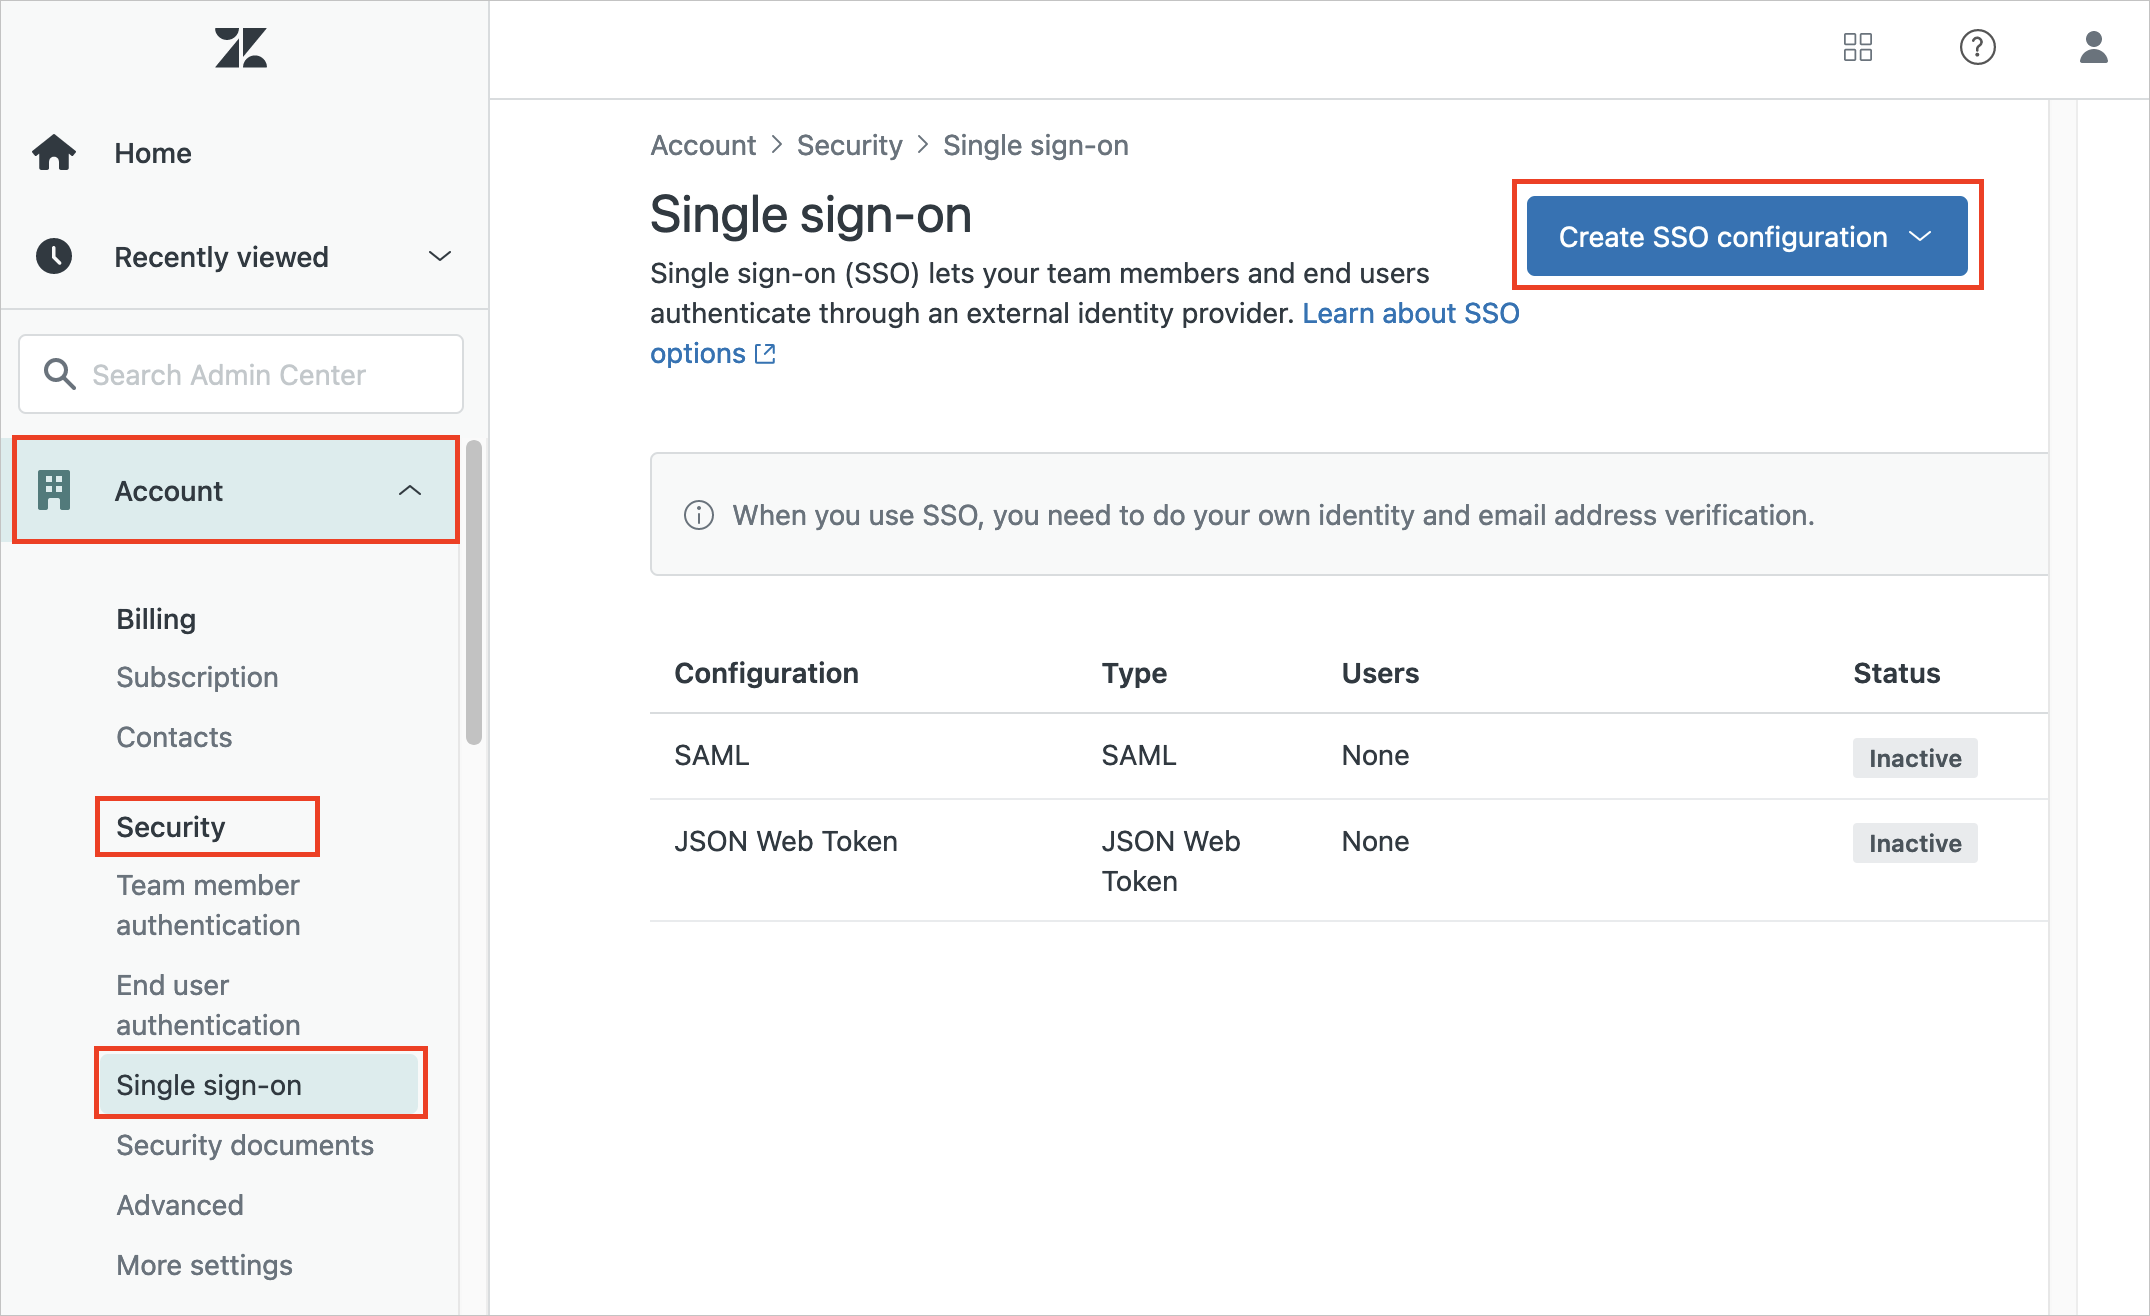 Home
Recently viewed
Search Admin Center
Account
Billing
Subscription
Contacts
Security
Team member
authentication
End user
authentication
Single sign-on
Security documents
Advanced
More settings
Account > Security > Single sign-on
Single sign-on
Create SSO configuration
Single sign-on (SSO) lets your team members and end users
authenticate through an external identity provider. Learn about SSO
options
When you use SSO, you need to do your own identity and email address verification.
Configuration Type Users Status
SAML SAML None Inactive
JSON Web Token JSON Web None Inactive
Token